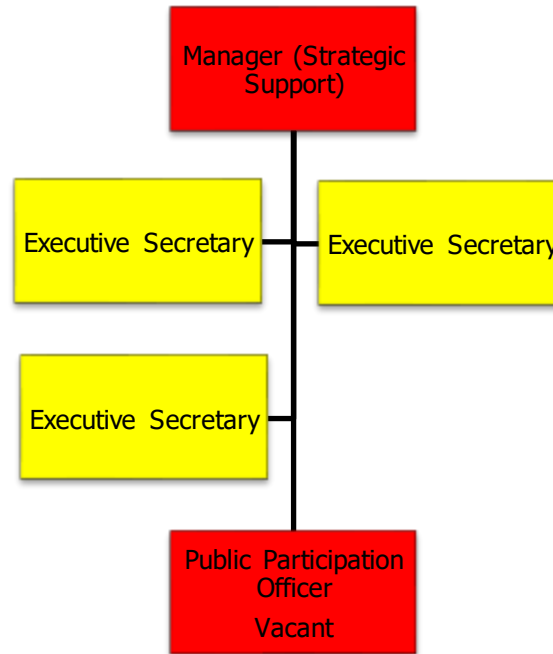 Manager (Strategic
Support)
Executive Secretary
Executive Secretary
Executive Secretary
Public Participation
Officer
Vacant